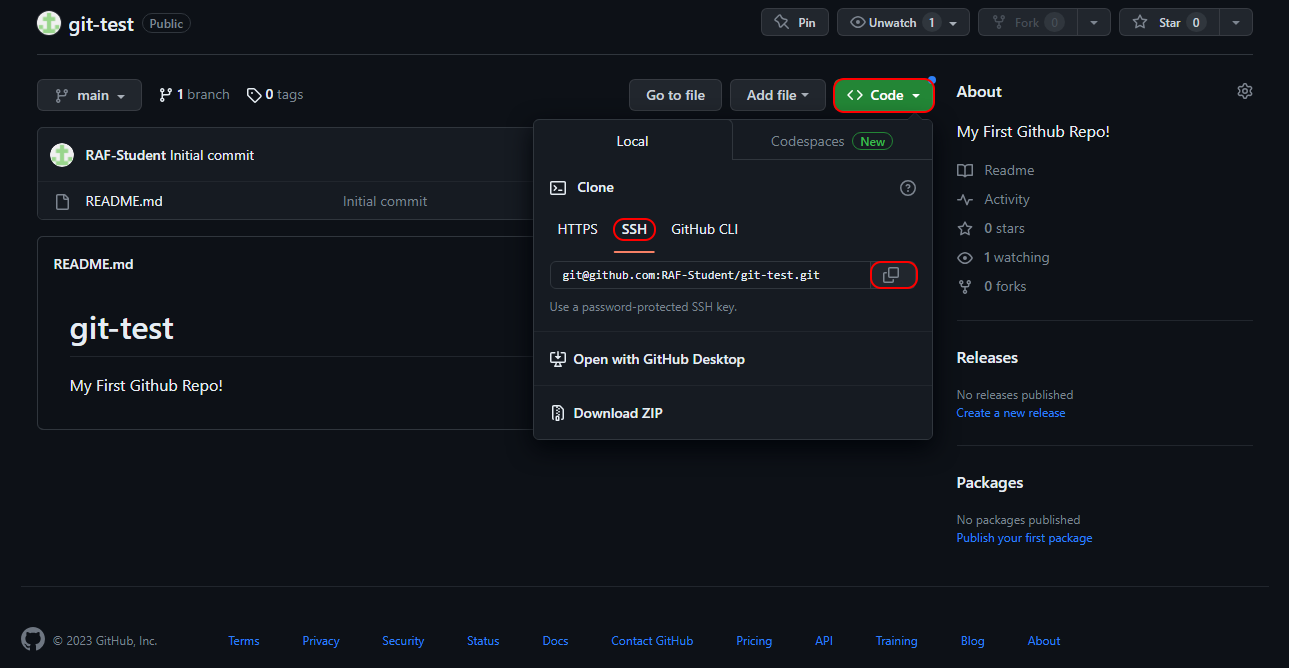 git-test Public
Pin
Unwatch 1
Fork 0
Star 0
main
1 branch
0 tags
Go to file
Add file
<> Code
RAF-Student Initial commit
README.md Initial commit
README.md
git-test
My First Github Repo!
Local
Codespaces New
Clone
?
HTTPS SSH GitHub CLI
git@github.com:RAF-Student/git-test.git
Use a password-protected SSH key.
Open with GitHub Desktop
Download ZIP
About
My First Github Repo!
Readme
Activity
0 stars
1 watching
0 forks
Releases
No releases published
Create a new release
Packages
No packages published
Publish your first package
© 2023 GitHub, Inc. Terms Privacy Security Status Docs Contact GitHub Pricing API Training Blog About